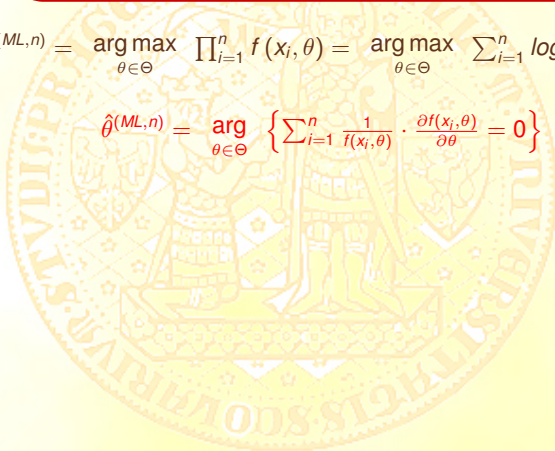 (ML,n) = arg max θ∈Θ ∏ⁿᵢ₌₁ f (xᵢ, θ) = arg max θ∈Θ ∑ⁿᵢ₌₁ log
θ̂^(ML,n) = arg θ∈Θ { ∑ⁿᵢ₌₁ 1/f(xᵢ,θ) · ∂f(xᵢ,θ)/∂θ = 0 }